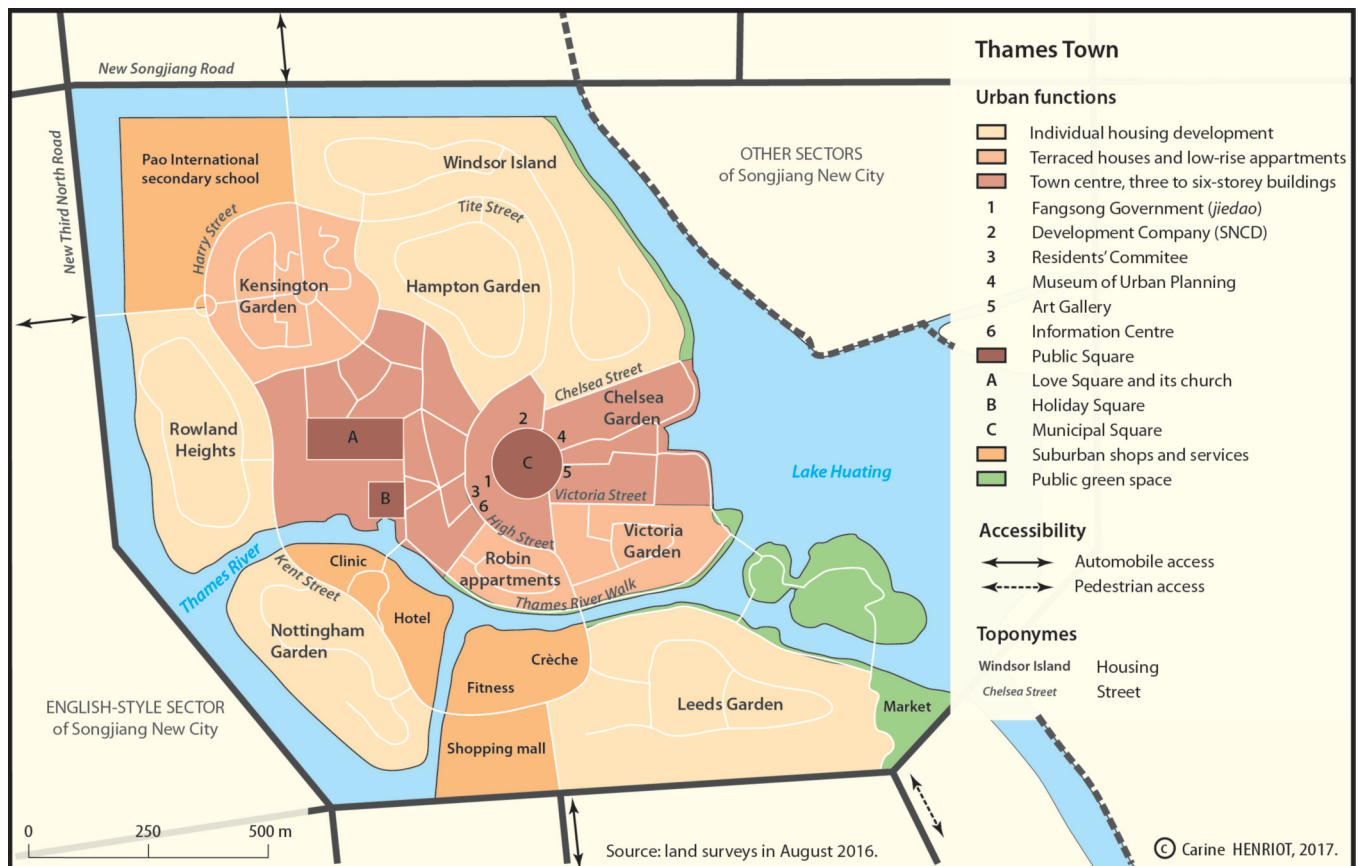 New Songjiang Road
New Third North Road
Pao International
secondary school
Harry Street
Windsor Island
Tite Street
Kensington
Garden
Hampton Garden
OTHER SECTORS
of Songjiang New City
Rowland
Heights
Chelsea Street
Chelsea
Garden
A
B
C
2
4
5
1
3
6
Victoria Street
High Street
Victoria
Garden
Robin
appartments
Thames River Walk
Lake Huating
Thames River
Kent Street
Clinic
Hotel
Nottingham
Garden
Crèche
Fitness
Shopping mall
Leeds Garden
Market
ENGLISH-STYLE SECTOR
of Songjiang New City
0 250 500 m
Source: land surveys in August 2016.
Thames Town
Urban functions
Individual housing development
Terraced houses and low-rise appartments
Town centre, three to six-storey buildings
1 Fangsong Government (jiedao)
2 Development Company (SNCD)
3 Residents' Commitee
4 Museum of Urban Planning
5 Art Gallery
6 Information Centre
Public Square
A Love Square and its church
B Holiday Square
C Municipal Square
Suburban shops and services
Public green space
Accessibility
Automobile access
Pedestrian access
Toponymes
Windsor Island Housing
Chelsea Street Street
© Carine HENRIOT, 2017.